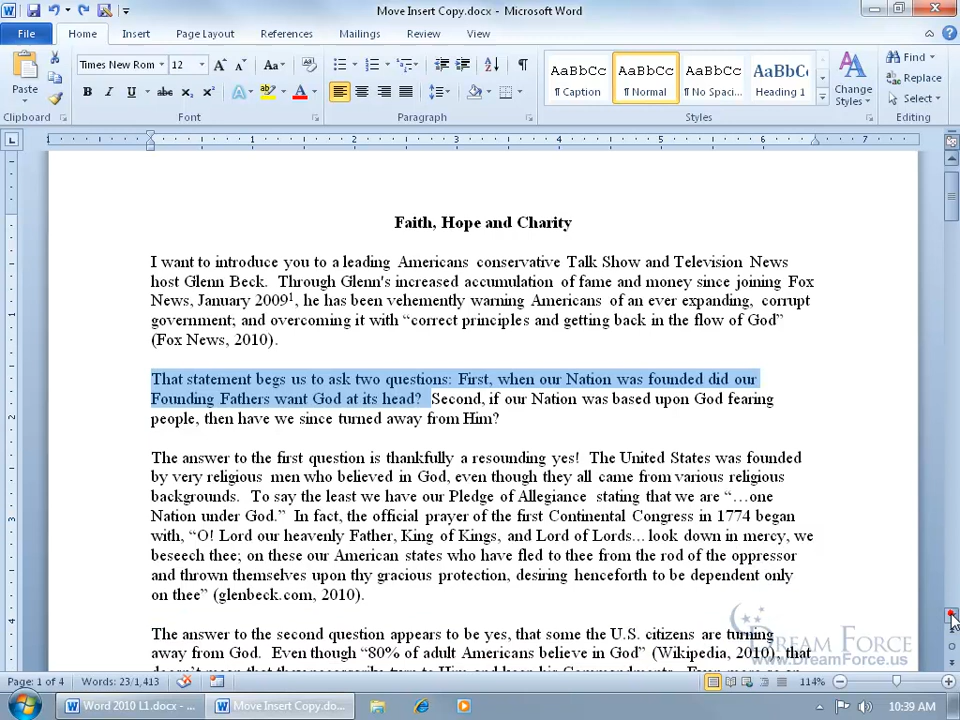 Move Insert Copy.docx - Microsoft Word
File Home Insert Page Layout References Mailings Review View
Paste
Times New Rom 12
Aa
B I U abc x₂ x² A ab A
AaBbCc AaBbCc AaBbCc AaBbC
¶ Caption ¶ Normal ¶ No Spaci... Heading 1
Change Styles
Find
Replace
Select
Clipboard Font Paragraph Styles Editing
1 1 2 3 4 5 6 7
Faith, Hope and Charity
I want to introduce you to a leading Americans conservative Talk Show and Television News
host Glenn Beck. Through Glenn's increased accumulation of fame and money since joining Fox
News, January 2009¹, he has been vehemently warning Americans of an ever expanding, corrupt
government; and overcoming it with “correct principles and getting back in the flow of God”
(Fox News, 2010).
That statement begs us to ask two questions: First, when our Nation was founded did our
Founding Fathers want God at its head? Second, if our Nation was based upon God fearing
people, then have we since turned away from Him?
The answer to the first question is thankfully a resounding yes! The United States was founded
by very religious men who believed in God, even though they all came from various religious
backgrounds. To say the least we have our Pledge of Allegiance stating that we are “…one
Nation under God.” In fact, the official prayer of the first Continental Congress in 1774 began
with, “O! Lord our heavenly Father, King of Kings, and Lord of Lords... look down in mercy, we
beseech thee; on these our American states who have fled to thee from the rod of the oppressor
and thrown themselves upon thy gracious protection, desiring henceforth to be dependent only
on thee” (glenbeck.com, 2010).
The answer to the second question appears to be yes, that some the U.S. citizens are turning
away from God. Even though “80% of adult Americans believe in God” (Wikipedia, 2010), that
DREAM FORCE
www.DreamForce.us
Page: 1 of 4 Words: 23/1,413 114%
Word 2010 L1.docx - ... Move Insert Copy.do... 10:39 AM